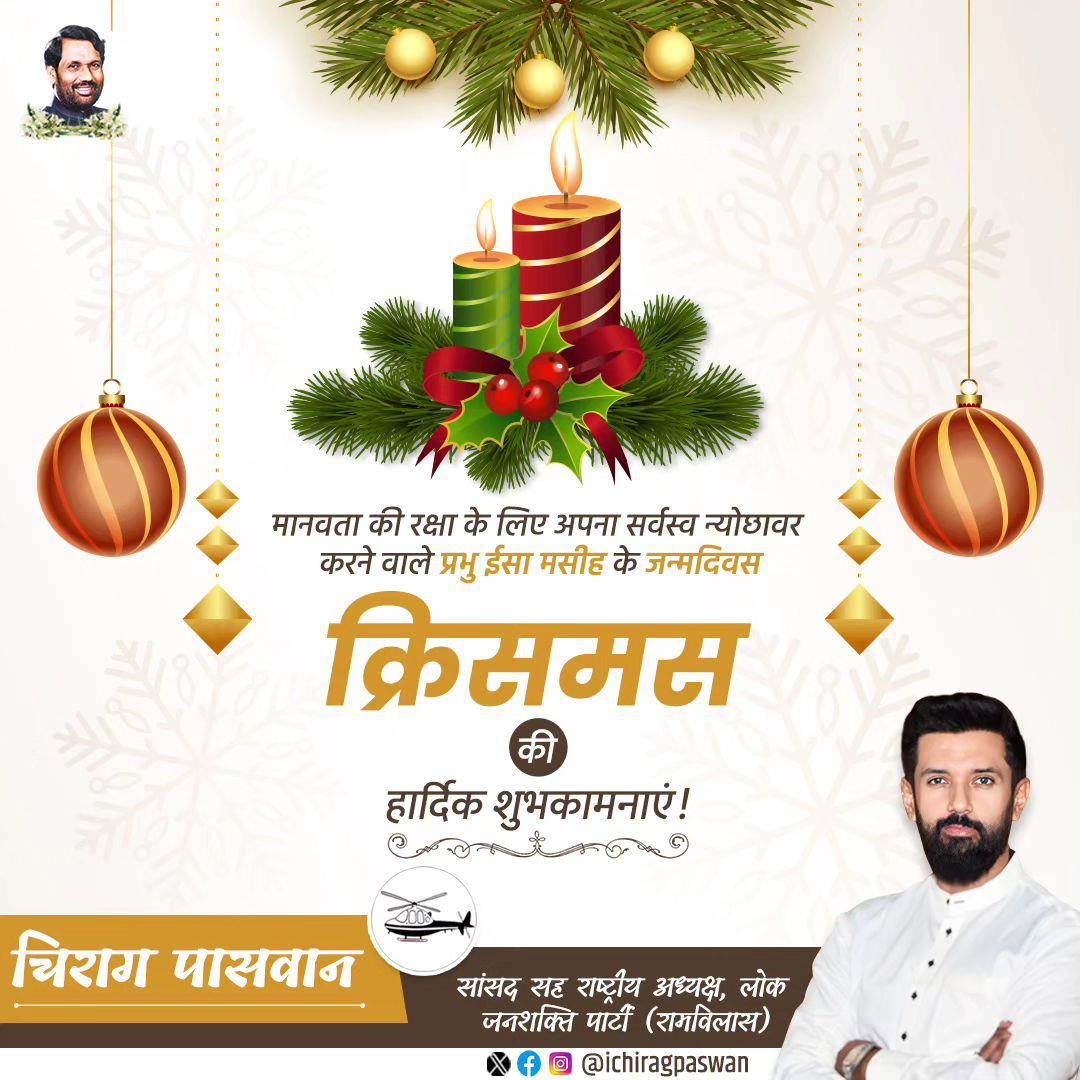 मानवता की रक्षा के लिए अपना सर्वस्व न्योछावर
करने वाले प्रभु ईसा मसीह के जन्मदिवस
क्रिसमस
की
हार्दिक शुभकामनाएं!
चिराग पासवान
सांसद सह राष्ट्रीय अध्यक्ष, लोक
जनशक्ति पार्टी (रामविलास)
@ichiragpaswan